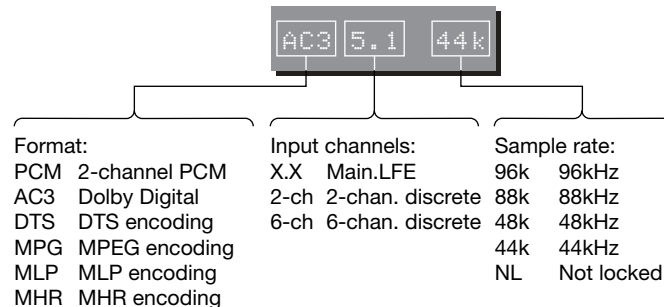 AC3 5.1 44k
Format:
PCM 2-channel PCM
AC3 Dolby Digital
DTS DTS encoding
MPG MPEG encoding
MLP MLP encoding
MHR MHR encoding
Input channels:
X.X Main.LFE
2-ch 2-chan. discrete
6-ch 6-chan. discrete
Sample rate:
96k 96kHz
88k 88kHz
48k 48kHz
44k 44kHz
NL Not locked